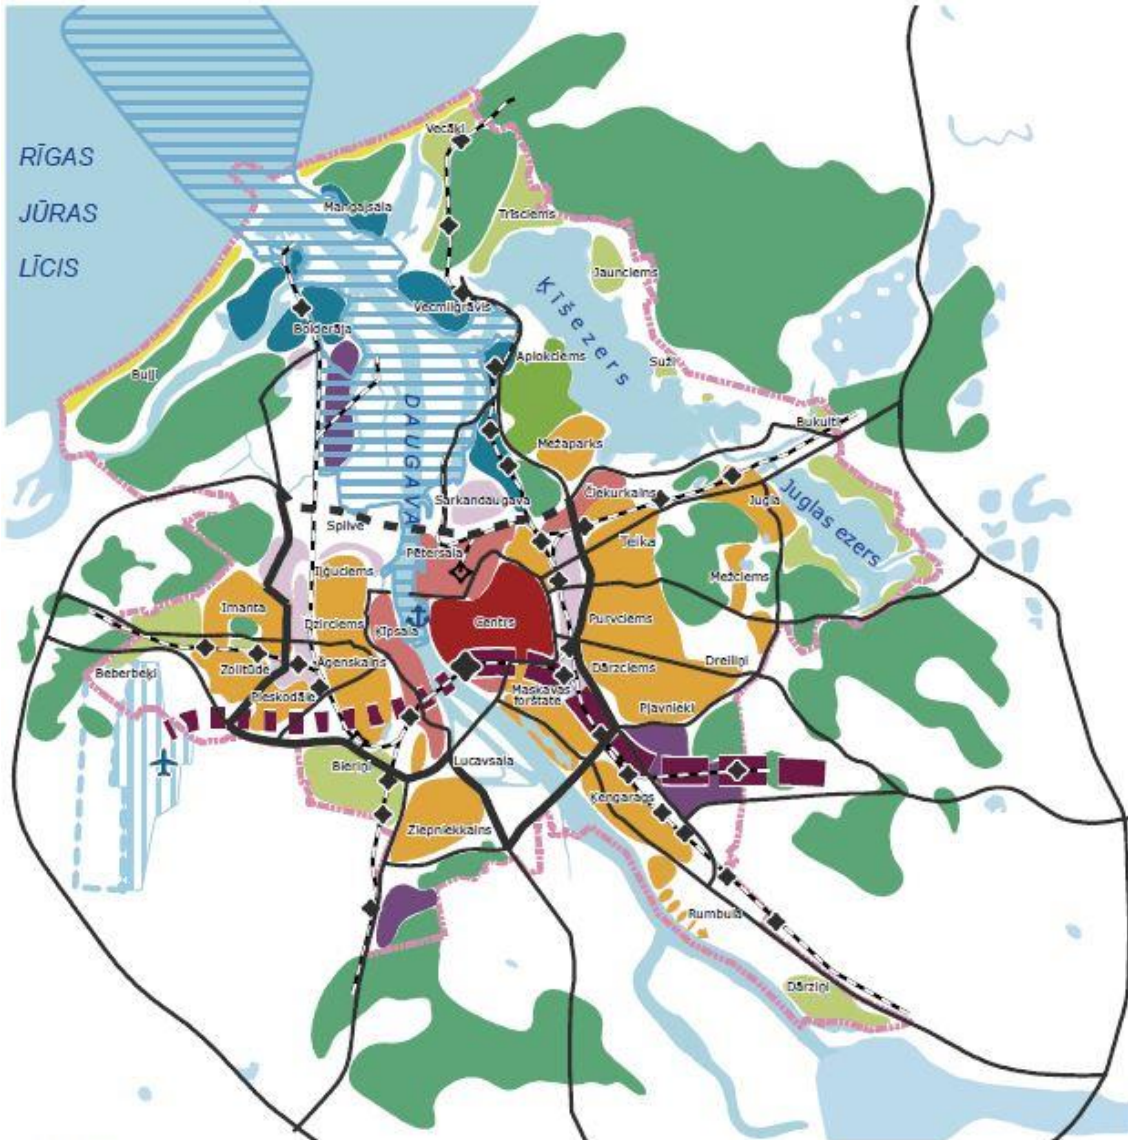 RĪGAS
JŪRAS
LĪCIS
Vecāķi
Mangaļsala
Trīsciems
Jaunciems
Ķīšezers
Vecmīlgrāvis
Bolderāja
Buļļi
Aplokciems
Suži
DAUGAVA
Bukulti
Mežaparks
Sarkandaugava
Čiekurkalns
Jugla
Juglas ezers
Spilve
Pētersala
Teika
Iļģuciems
Mežciems
Imanta
Dzirciems
Ķīpsala
Centrs
Purvciems
Beberbeķi
Zolitūde
Āgenskalns
Dārzciems
Dreiliņi
Pleskodāle
Maskavas
forštate
Pļavnieki
Bieriņi
Lucavsala
Ķengarags
Ziepniekkalns
Rumbula
Dārziņi